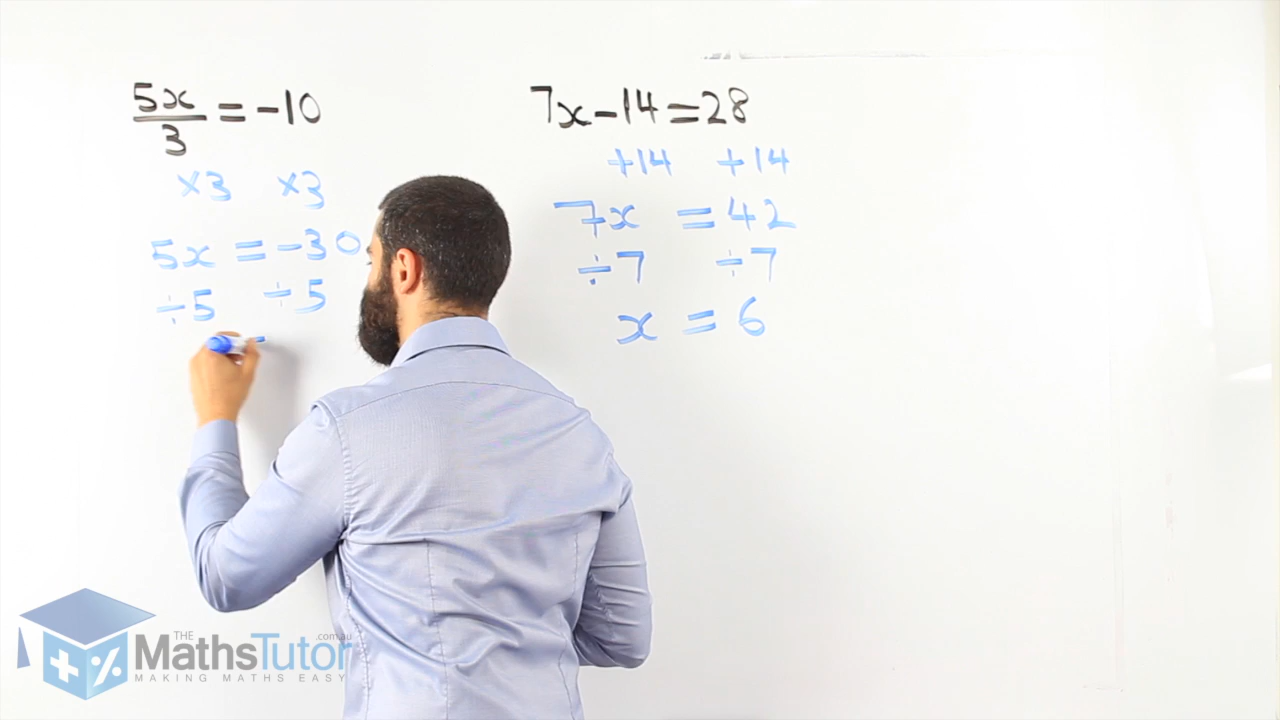 5x/3 = -10
×3 ×3
5x = -30
÷5 ÷5
7x - 14 = 28
+14 +14
7x = 42
÷7 ÷7
x = 6
THE
MathsTutor
.com.au
MAKING MATHS EASY